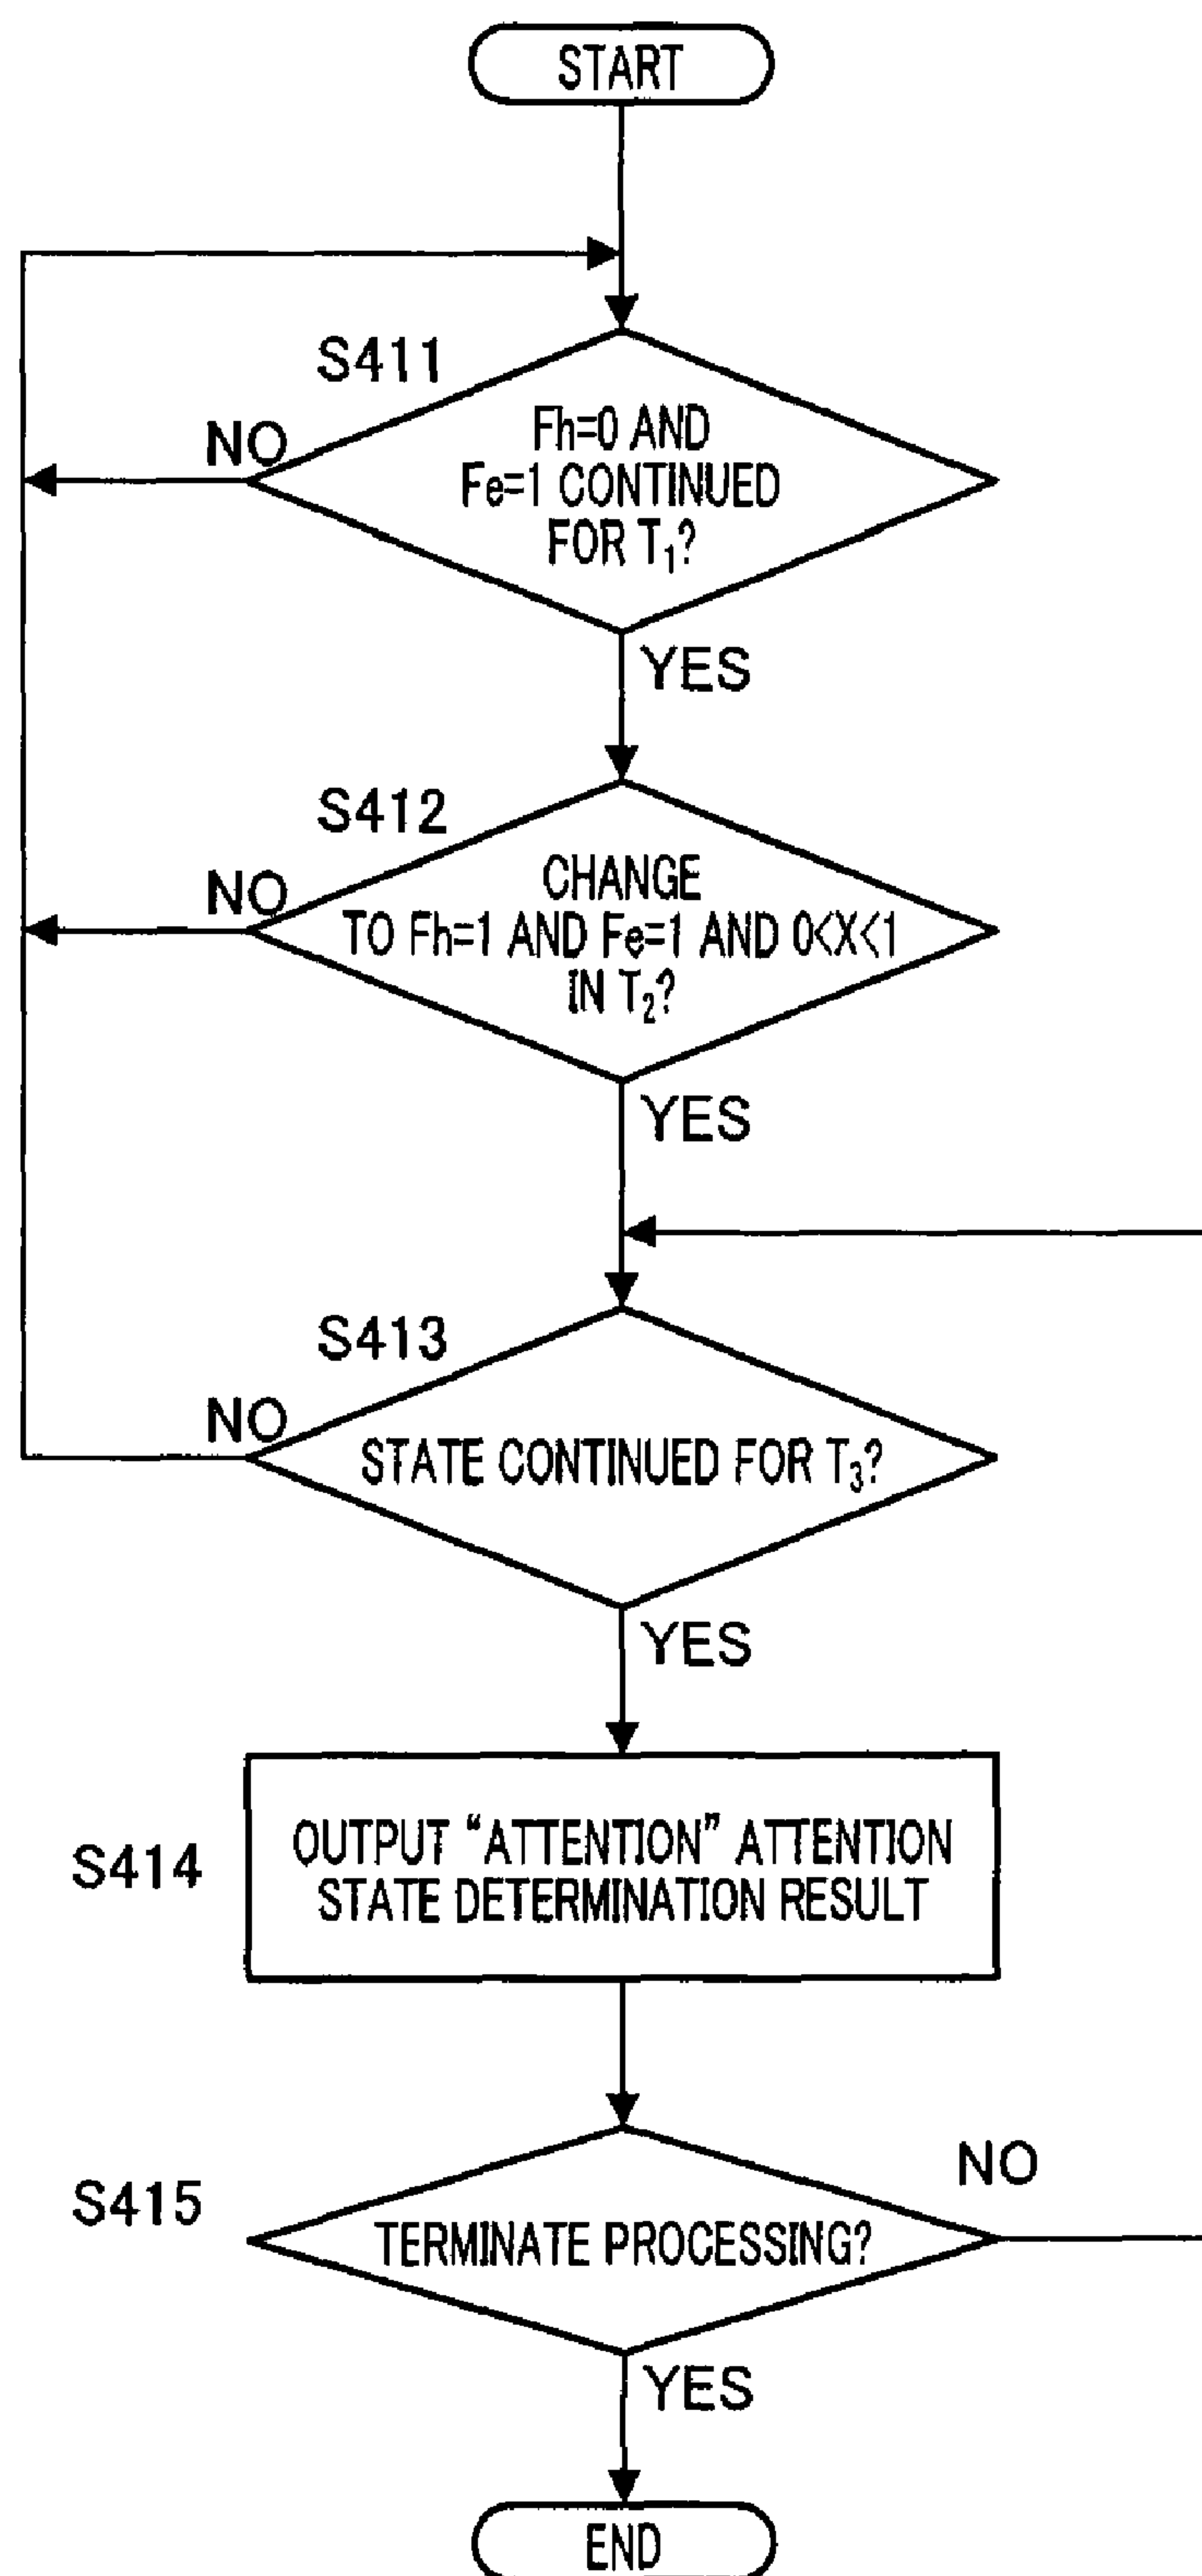 START
S411
NO
Fh=0 AND
Fe=1 CONTINUED
FOR T₁?
YES
S412
NO
CHANGE
TO Fh=1 AND Fe=1 AND 0<X<1
IN T₂?
YES
S413
NO
STATE CONTINUED FOR T₃?
YES
S414
OUTPUT “ATTENTION” ATTENTION
STATE DETERMINATION RESULT
S415
NO
TERMINATE PROCESSING?
YES
END